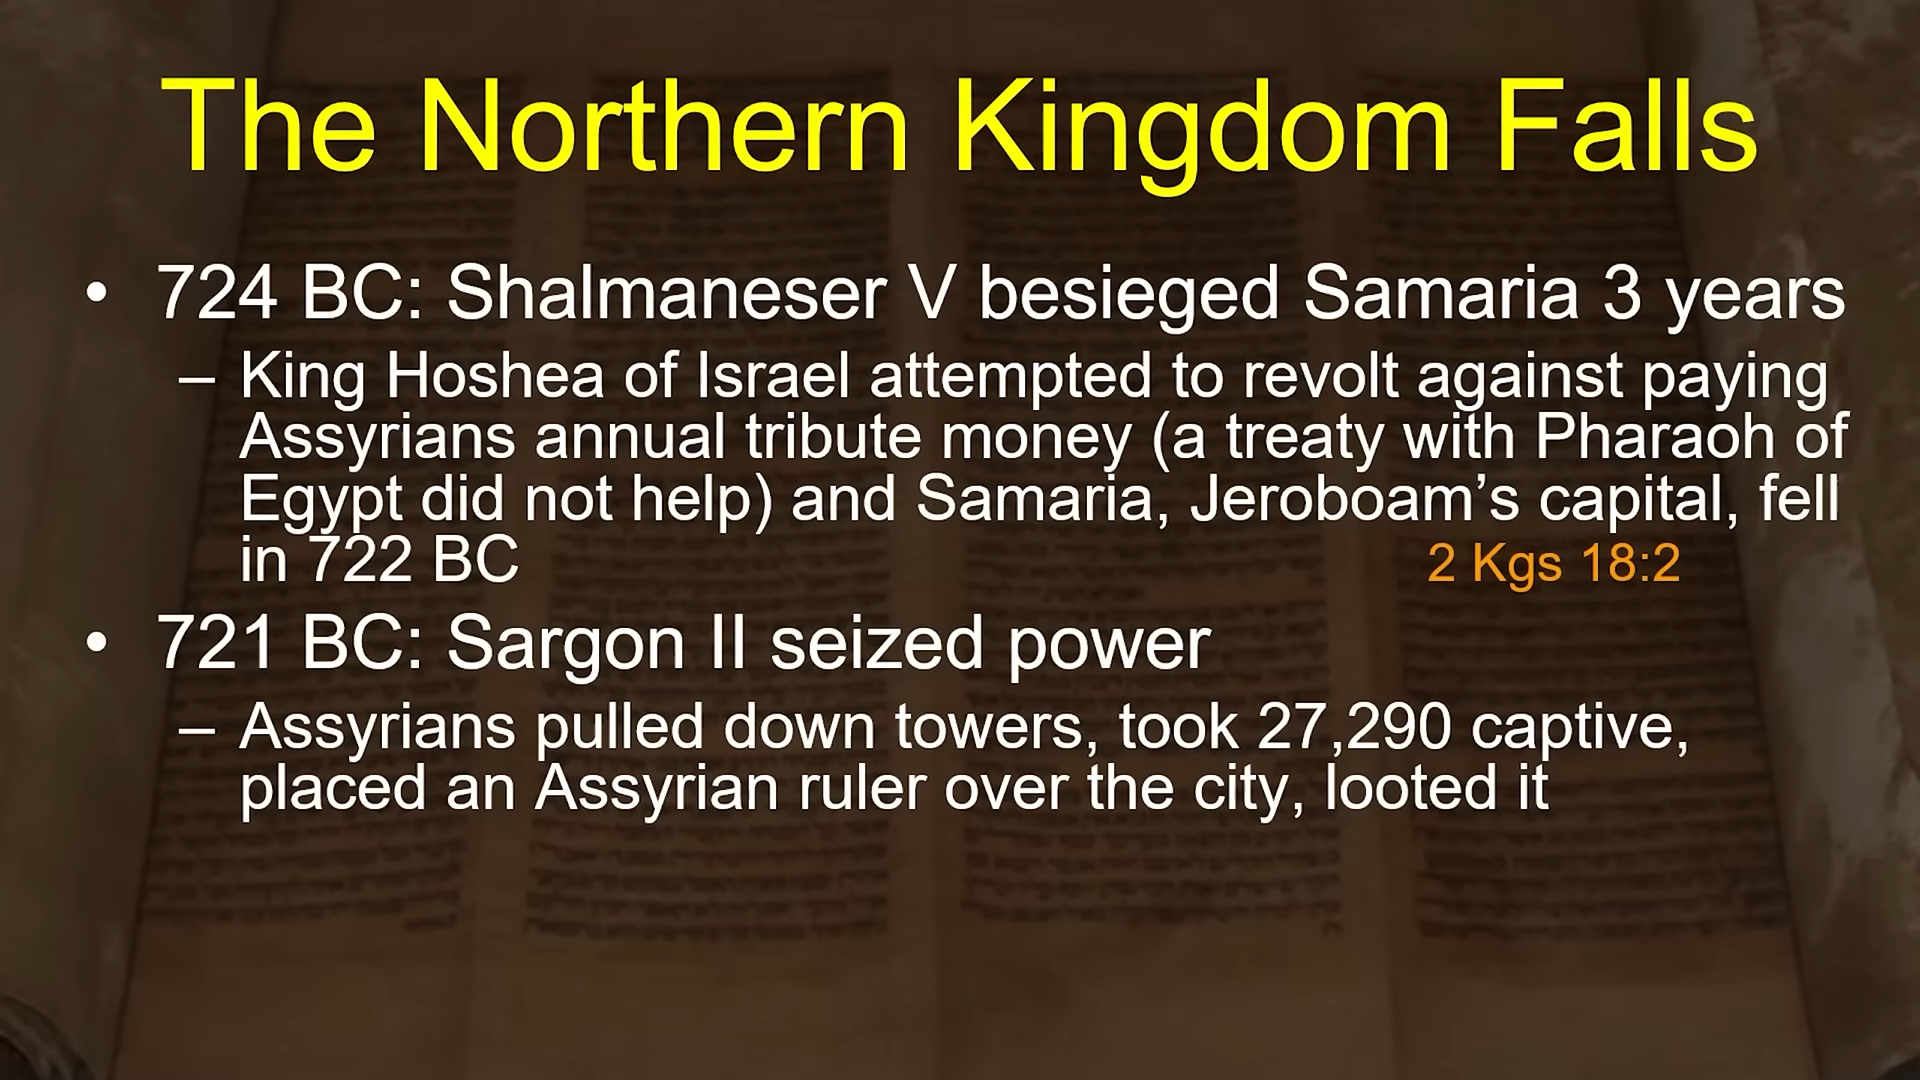 The Northern Kingdom Falls
• 724 BC: Shalmaneser V besieged Samaria 3 years
– King Hoshea of Israel attempted to revolt against paying
Assyrians annual tribute money (a treaty with Pharaoh of
Egypt did not help) and Samaria, Jeroboam’s capital, fell
in 722 BC 2 Kgs 18:2
• 721 BC: Sargon II seized power
– Assyrians pulled down towers, took 27,290 captive,
placed an Assyrian ruler over the city, looted it